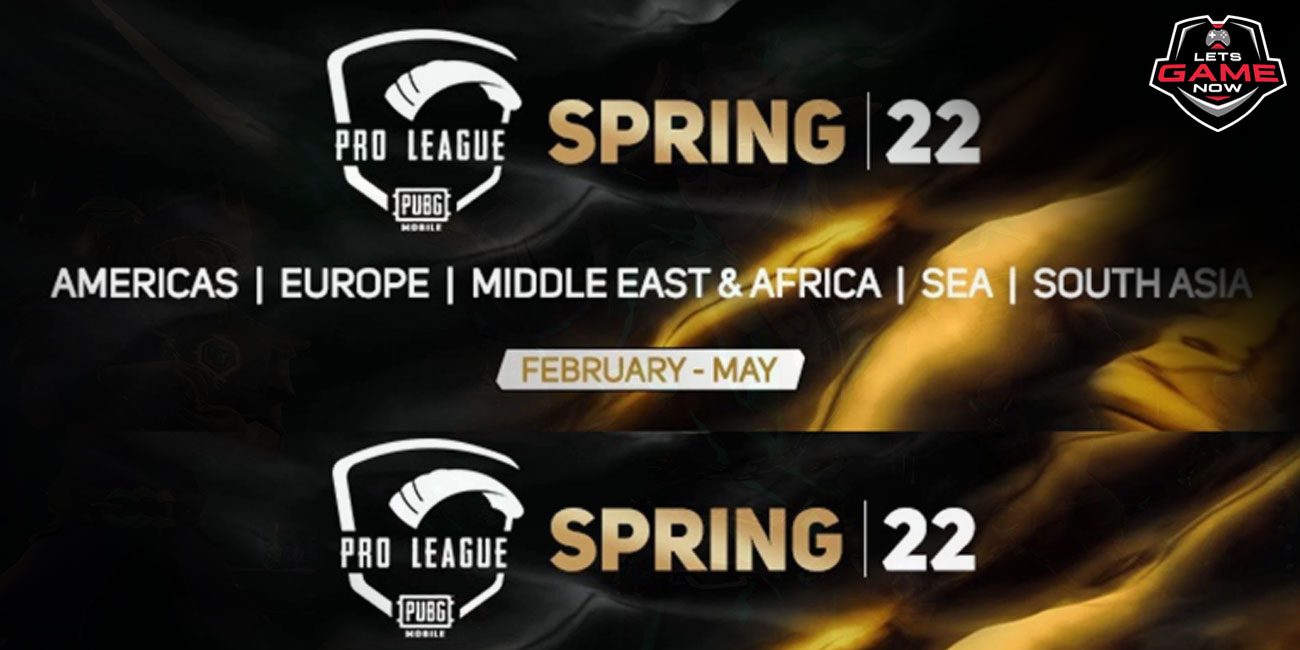 LETS
GAME
NOW
PRO LEAGUE
PUBG
MOBILE
SPRING | 22
AMERICAS | EUROPE | MIDDLE EAST & AFRICA | SEA | SOUTH ASIA
FEBRUARY - MAY
PRO LEAGUE
PUBG
MOBILE
SPRING | 22